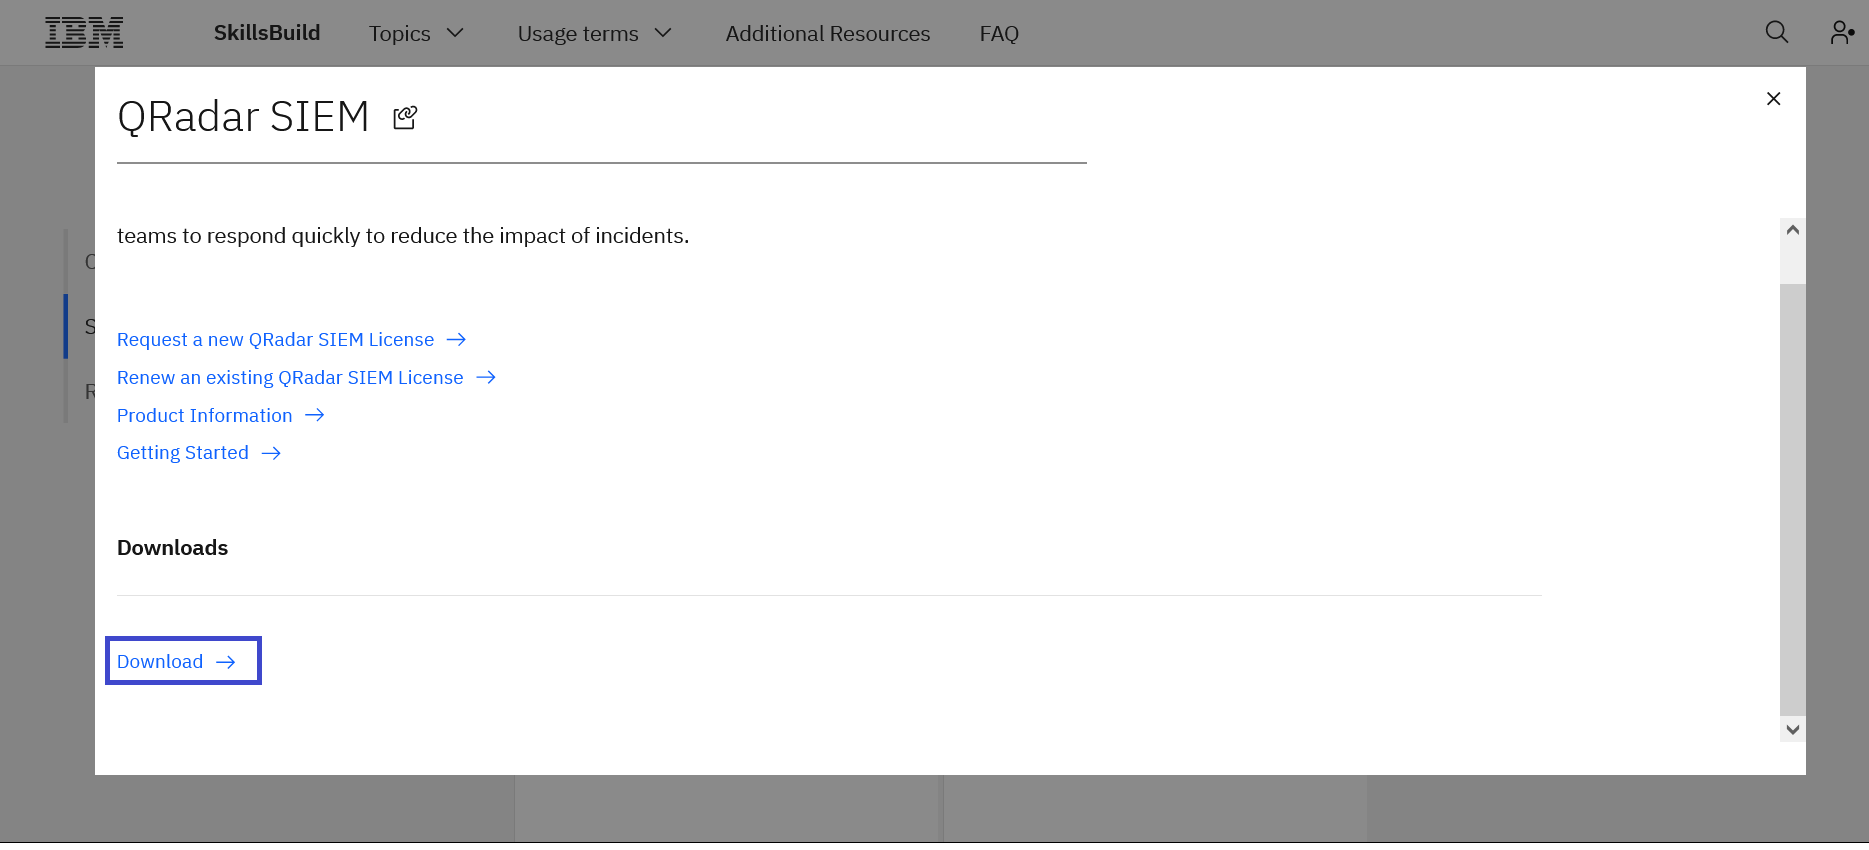 IBM SkillsBuild Topics Usage terms Additional Resources FAQ
QRadar SIEM
teams to respond quickly to reduce the impact of incidents.
C
S
R
Request a new QRadar SIEM License
Renew an existing QRadar SIEM License
Product Information
Getting Started
Downloads
Download